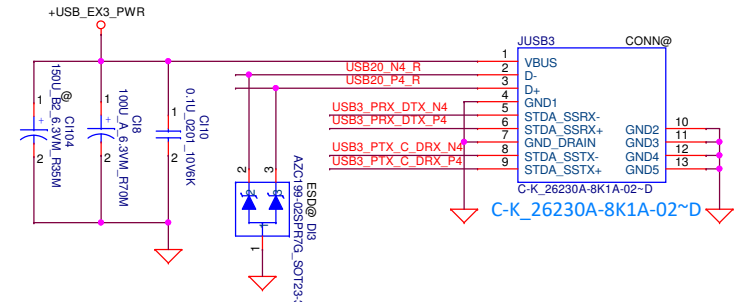 +USB_EX3_PWR
JUSB3 CONN@
1 VBUS
USB20_N4_R 2 D-
USB20_P4_R 3 D+
4 GND1
USB3_PRX_DTX_N4 5 STDA_SSRX-
USB3_PRX_DTX_P4 6 STDA_SSRX+ GND2 10
7 GND_DRAIN GND3 11
USB3_PTX_C_DRX_N4 8 STDA_SSTX- GND4 12
USB3_PTX_C_DRX_P4 9 STDA_SSTX+ GND5 13
C-K_26230A-8K1A-02~D
C-K_26230A-8K1A-02~D
1
+
2
@
CI104
150U_B2_6.3VM_R35M
1
+
2
CI8
100U_A_6.3VM_R70M
1
2
CI10
0.1U_0201_10V6K
2
3
2
3
1
1
ESD@ DI3
AZC199-02SPR7G_SOT23-